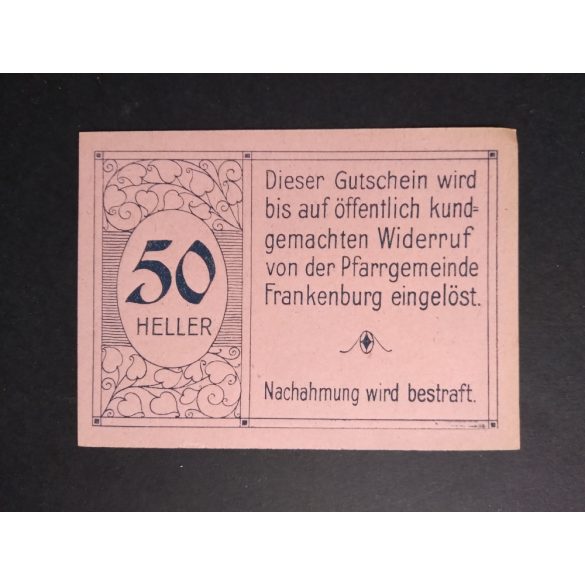 50
HELLER
Dieser Gutschein wird
bis auf öffentlich kund=
gemachten Widerruf
von der Pfarrgemeinde
Frankenburg eingelöst.
Nachahmung wird bestraft.